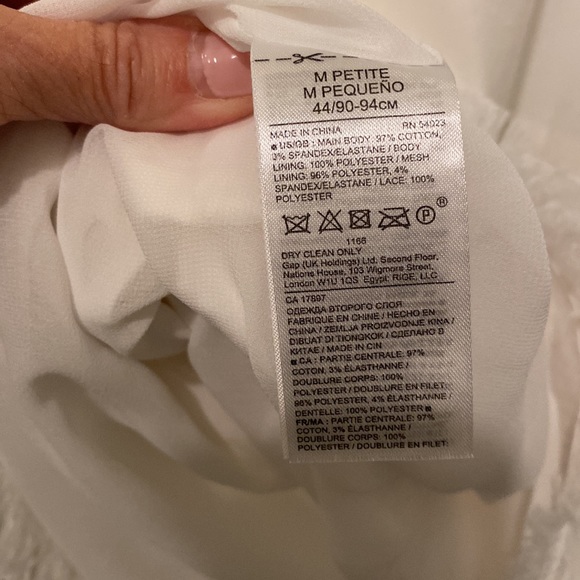 M PETITE
M PEQUEÑO
44/90-94CM
MADE IN CHINA RN 54023
■ US/GB : MAIN BODY: 97% COTTON,
3% SPANDEX/ELASTANE / BODY
LINING: 100% POLYESTER / MESH
LINING: 96% POLYESTER, 4%
SPANDEX/ELASTANE / LACE: 100%
POLYESTER
P ®
1166
DRY CLEAN ONLY
Gap (UK Holdings) Ltd. Second Floor,
Nations House, 103 Wigmore Street,
London W1U 1QS Egypt: RIGE, LLC
CA 17897
ОДЕЖДА ВТОРОГО СЛОЯ
FABRIQUE EN CHINE / HECHO EN
CHINA / ZEMLJA PROIZVODNJE KINA /
DIBUAT DI TIONGKOK / СДЕЛАНО В
КИТАЕ / MADE IN CIN
■ CA : PARTIE CENTRALE: 97%
COTON, 3% ÉLASTHANNE /
DOUBLURE CORPS: 100%
POLYESTER / DOUBLURE EN FILET:
96% POLYESTER, 4% ÉLASTHANNE /
DENTELLE: 100% POLYESTER ■
FR/MA : PARTIE CENTRALE: 97%
COTON, 3% ÉLASTHANNE /
DOUBLURE CORPS: 100%
POLYESTER / DOUBLURE EN FILET: